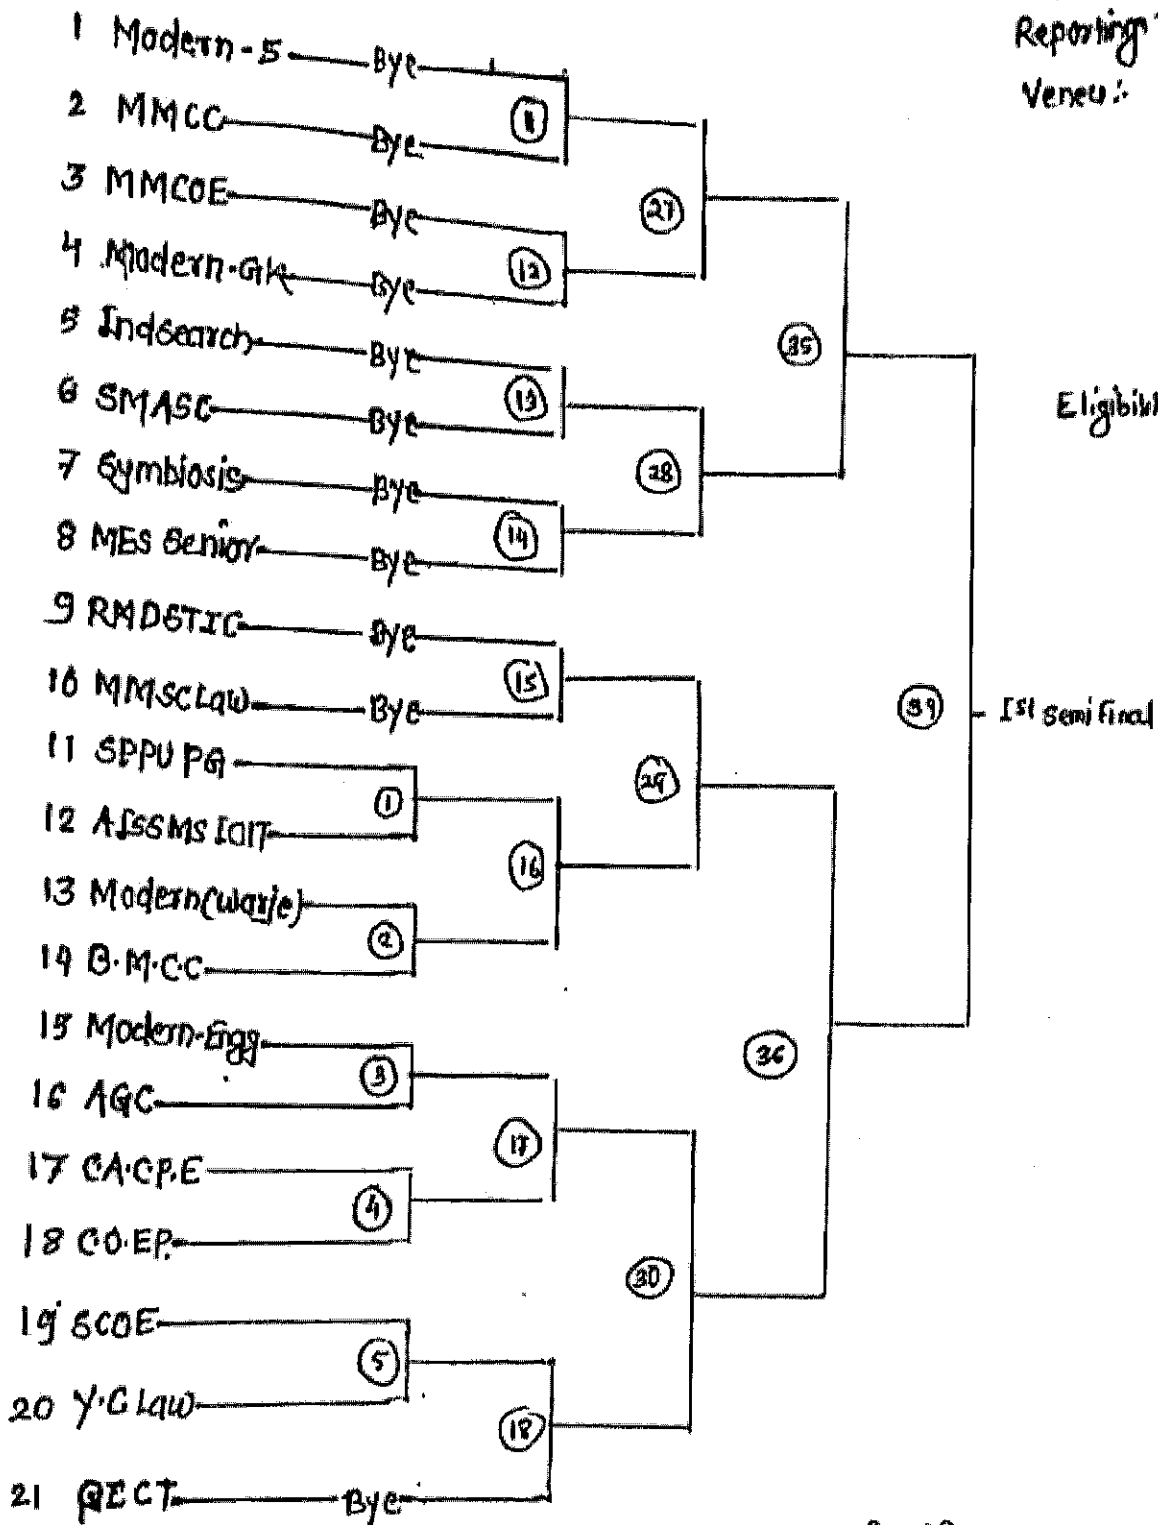 Reporting
Veneu :-
1 Modern-5 Bye
2 MMCC Bye
11
3 MMCOE Bye
27
4 Modern-GK Bye
12
5 Indsearch Bye
35
6 SMASC Bye
13
Eligibil
7 Symbiosis Bye
28
8 MES Senior Bye
14
9 RMDSTIC Bye
10 MMSC Law Bye
15
39 Ist Semi Final
11 SPPU PG
29
1
12 AISSMS IOIT
16
13 Modern (warje)
2
14 B.M.C.C
15 Modern-Engg.
36
3
16 AGC
17
17 CA.CP.E
4
18 CO.EP.
30
19 SCOE
5
20 Y.C Law
18
21 GECT Bye